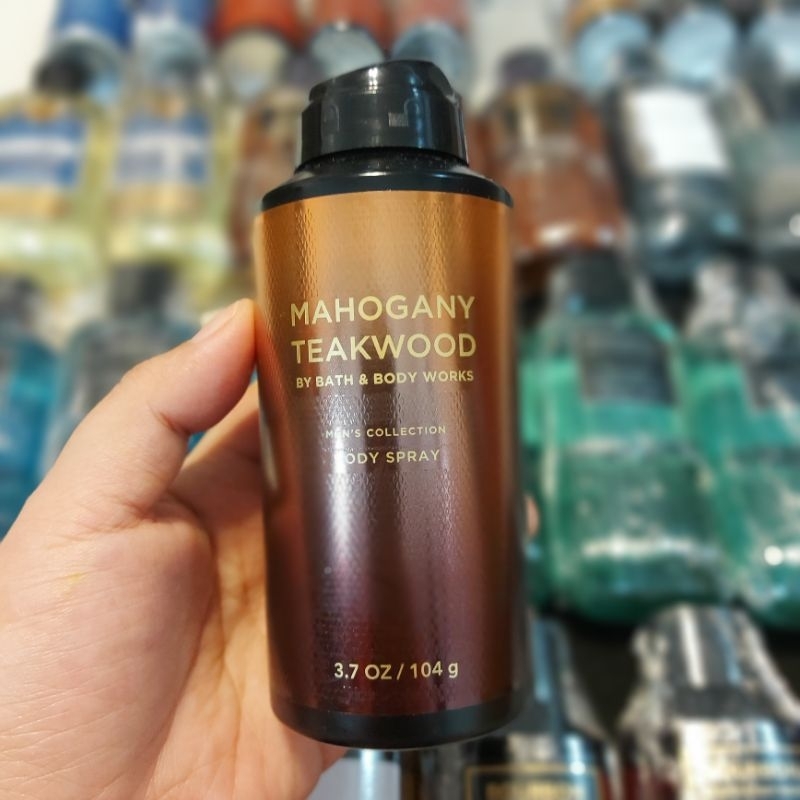 MAHOGANY
TEAKWOOD
BY BATH & BODY WORKS
MEN'S COLLECTION
BODY SPRAY
3.7 OZ / 104 g